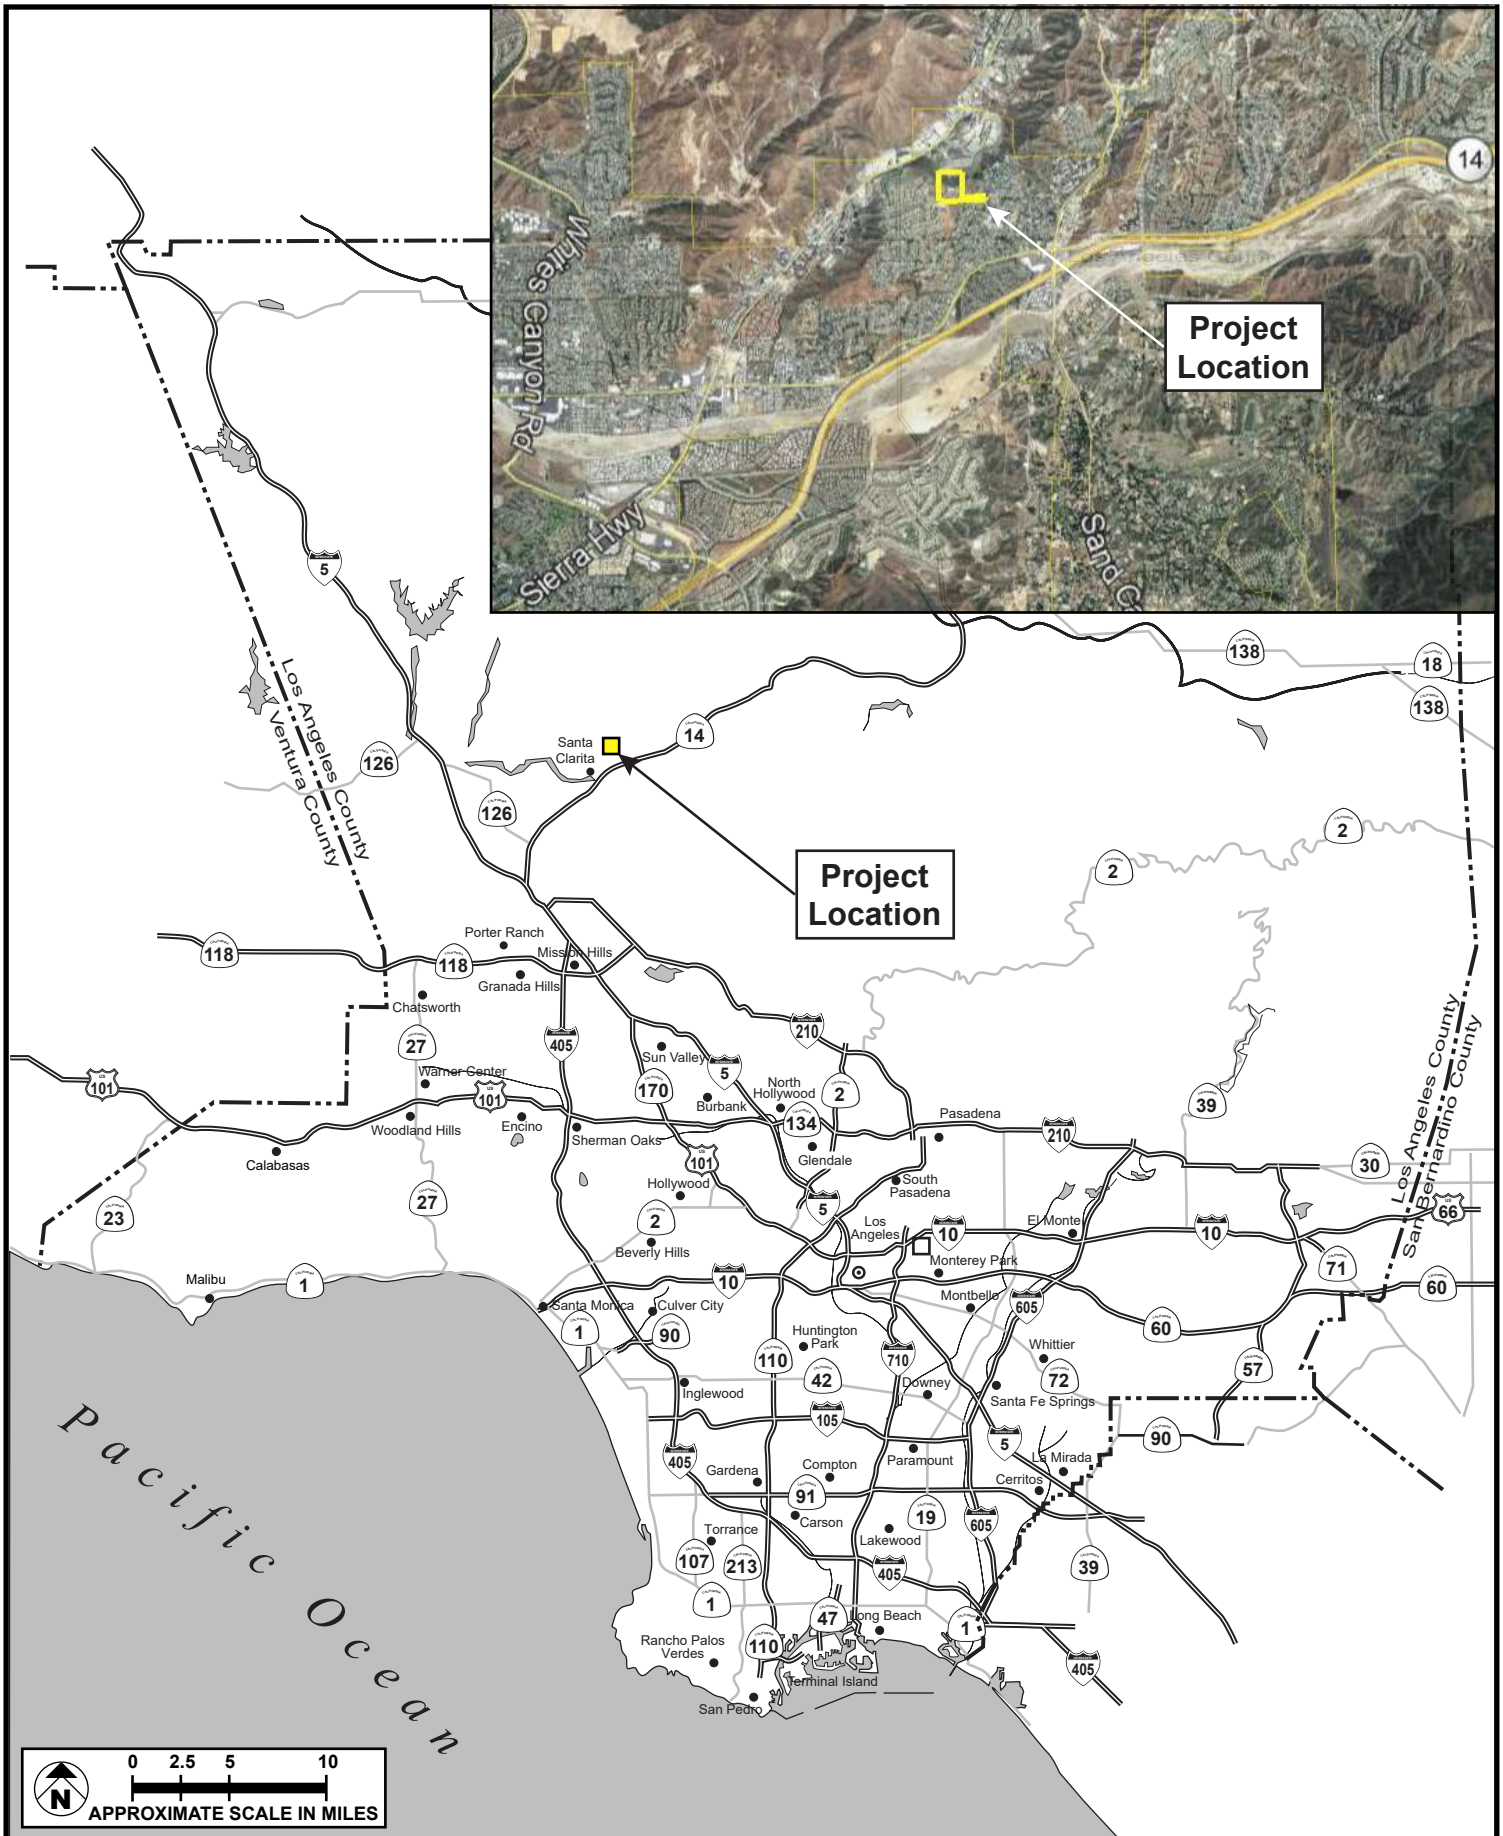 14
Whires Canyon Rd
Los Angeles Coun
Project
Location
Sierra Hwy
Sand C
5
138
18
138
Los Angeles County
Ventura County
14
Santa
Clarita
126
126
2
2
Project
Location
Porter Ranch
Mission Hills
118
118
Granada Hills
Chatsworth
210
405
27
Sun Valley
5
Warner Center
101
101
170
North
Hollywood
2
39
Burbank
134
Pasadena
210
Woodland Hills
Encino
Sherman Oaks
Glendale
Calabasas
101
30
Los Angeles County
San Bernardino County
Hollywood
South
Pasadena
23
27
2
5
Los
Angeles
10
El Monte
10
66
Beverly Hills
Monterey Park
71
Malibu
1
10
60
Santa Monica
Culver City
Montbello
605
1
90
Huntington
Park
60
110
710
Whittier
57
42
72
Inglewood
Downey
Santa Fe Springs
105
5
90
405
Paramount
La Mirada
Gardena
Compton
Cerritos
91
Carson
19
605
Torrance
Lakewood
107
213
405
39
1
47
Long Beach
1
Rancho Palos
Verdes
110
405
Terminal Island
San Pedro
Pacific Ocean
0 2.5 5 10
N
APPROXIMATE SCALE IN MILES